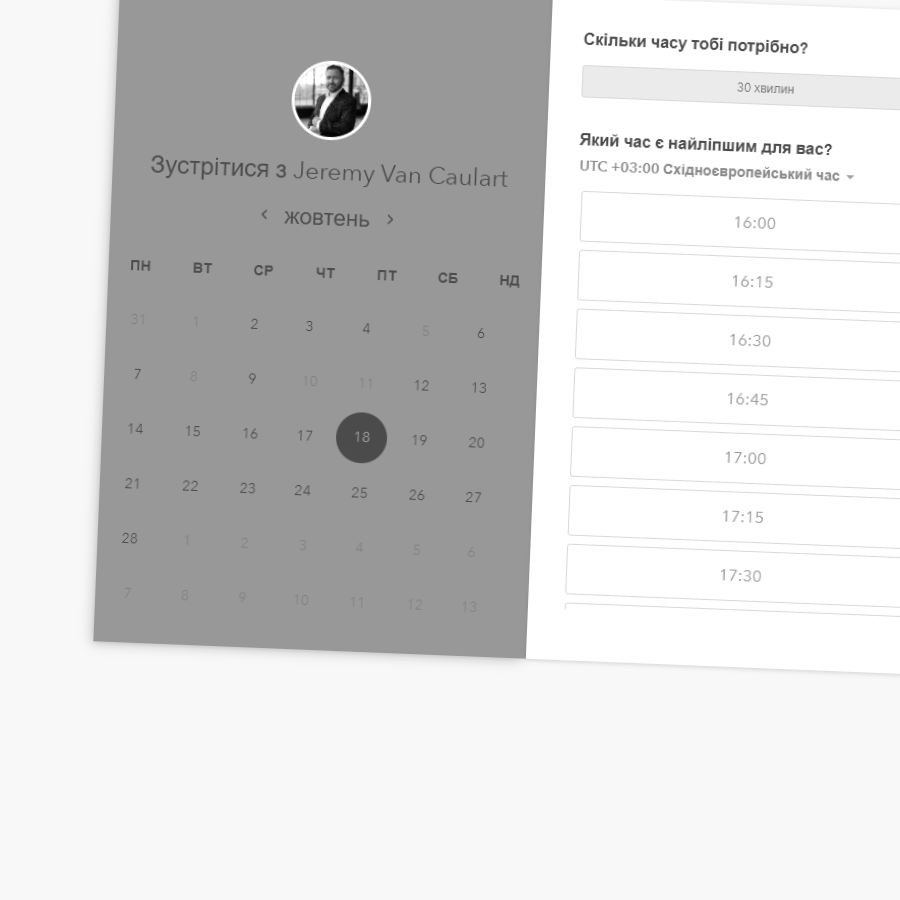 Зустрітися з Jeremy Van Caulart
жовтень
ПН ВТ СР ЧТ ПТ СБ НД
31 1 2 3 4 5 6
7 8 9 10 11 12 13
14 15 16 17 18 19 20
21 22 23 24 25 26 27
28 1 2 3 4 5 6
7 8 9 10 11 12 13
Скільки часу тобі потрібно?
30 хвилин
Який час є найліпшим для вас?
UTC +03:00 Східноєвропейський час
16:00
16:15
16:30
16:45
17:00
17:15
17:30